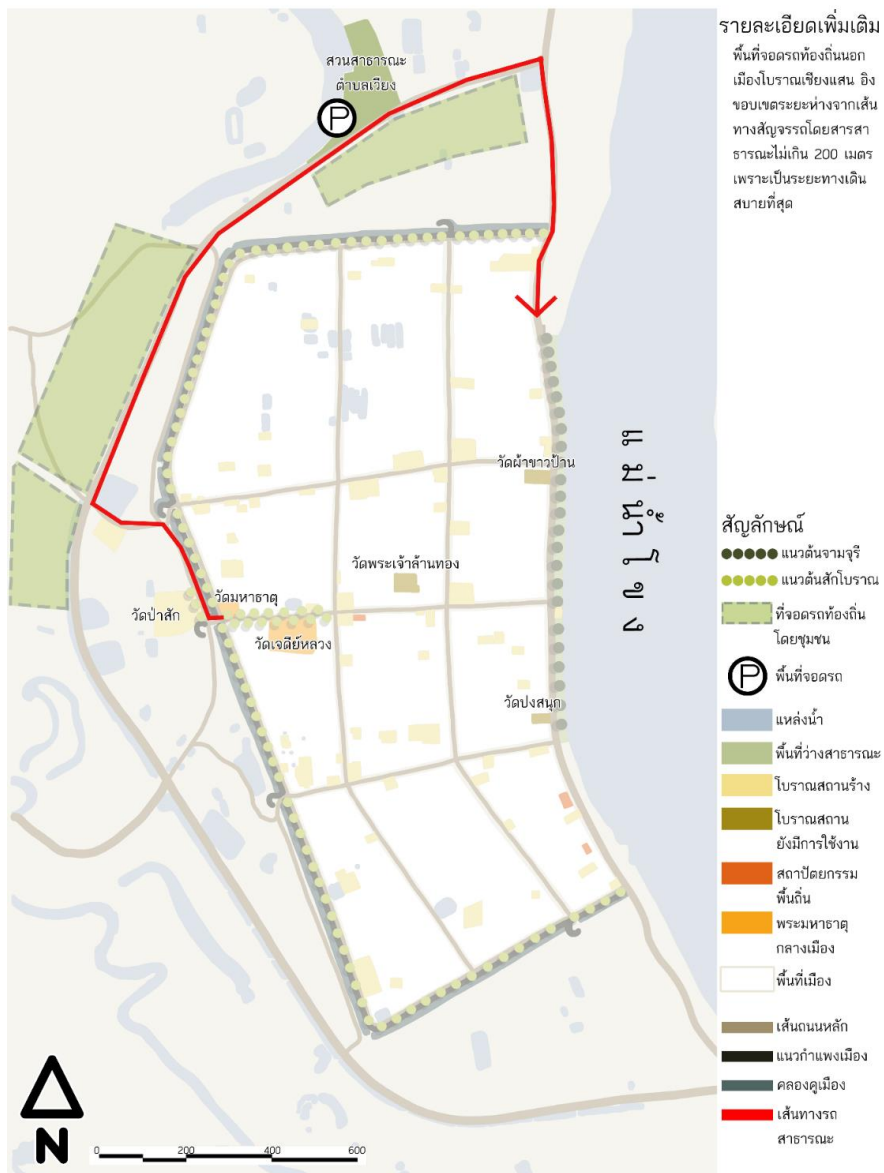 รายละเอียดเพิ่มเติม
พื้นที่จอดรถท้องถิ่นนอก
เมืองโบราณเชียงแสน อิง
ขอบเขตระยะห่างจากเส้น
ทางสัญจรรถโดยสารสา
ธารณะไม่เกิน 200 เมตร
เพราะเป็นระยะทางเดิน
สบายที่สุด
สวนสาธารณะ
ตำบลเวียง
P
วัดผ้าขาวป้าน
แม่น้ำโขง
วัดพระเจ้าล้านทอง
วัดมหาธาตุ
วัดป่าสัก
วัดเจดีย์หลวง
วัดปงสนุก
สัญลักษณ์
แนวต้นจามจุรี
แนวต้นสักโบราณ
ที่จอดรถท้องถิ่น
โดยชุมชน
P พื้นที่จอดรถ
แหล่งน้ำ
พื้นที่ว่างสาธารณะ
โบราณสถานร้าง
โบราณสถาน
ยังมีการใช้งาน
สถาปัตยกรรม
พื้นถิ่น
พระมหาธาตุ
กลางเมือง
พื้นที่เมือง
เส้นถนนหลัก
แนวกำแพงเมือง
คลองคูเมือง
เส้นทางรถ
สาธารณะ
N
0 200 400 600